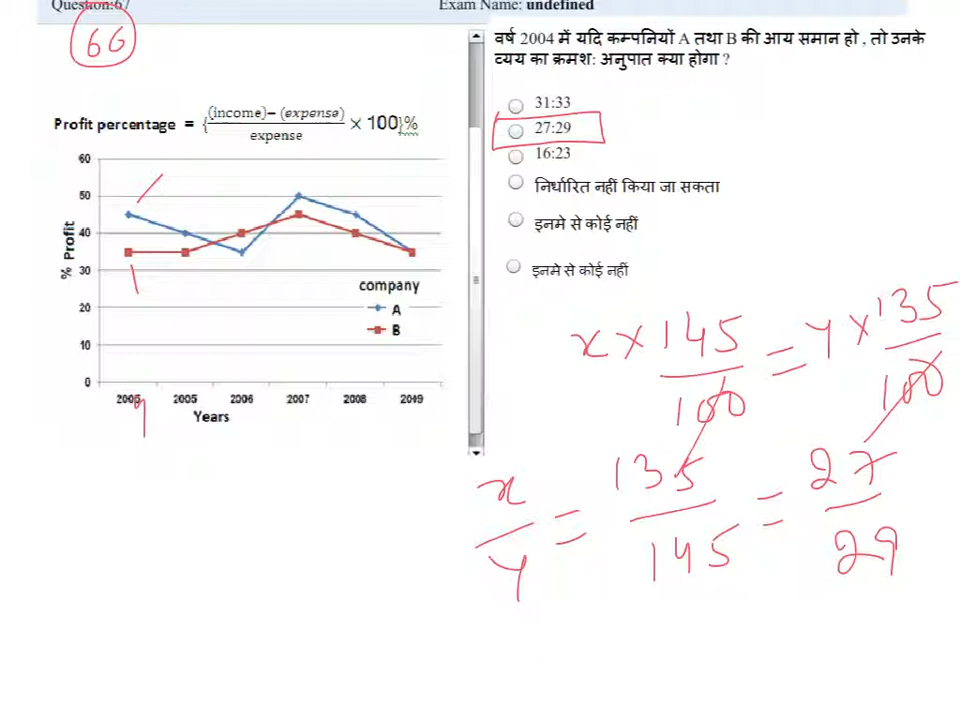 Question:67 Exam Name: undefined
66
वर्ष 2004 में यदि कम्पनियों A तथा B की आय समान हो , तो उनके
व्यय का क्रमश: अनुपात क्या होगा ?
31:33
27:29
16:23
निर्धारित नहीं किया जा सकता
इनमे से कोई नहीं
इनमे से कोई नहीं
Profit percentage = {(income)–(expense)/expense × 100}%
60
50
40
30
20
10
0
% Profit
company
A
B
2005 2006 2007 2008
Years
x × 145/100 = y × 135/100
x/y = 135/145 = 27/29